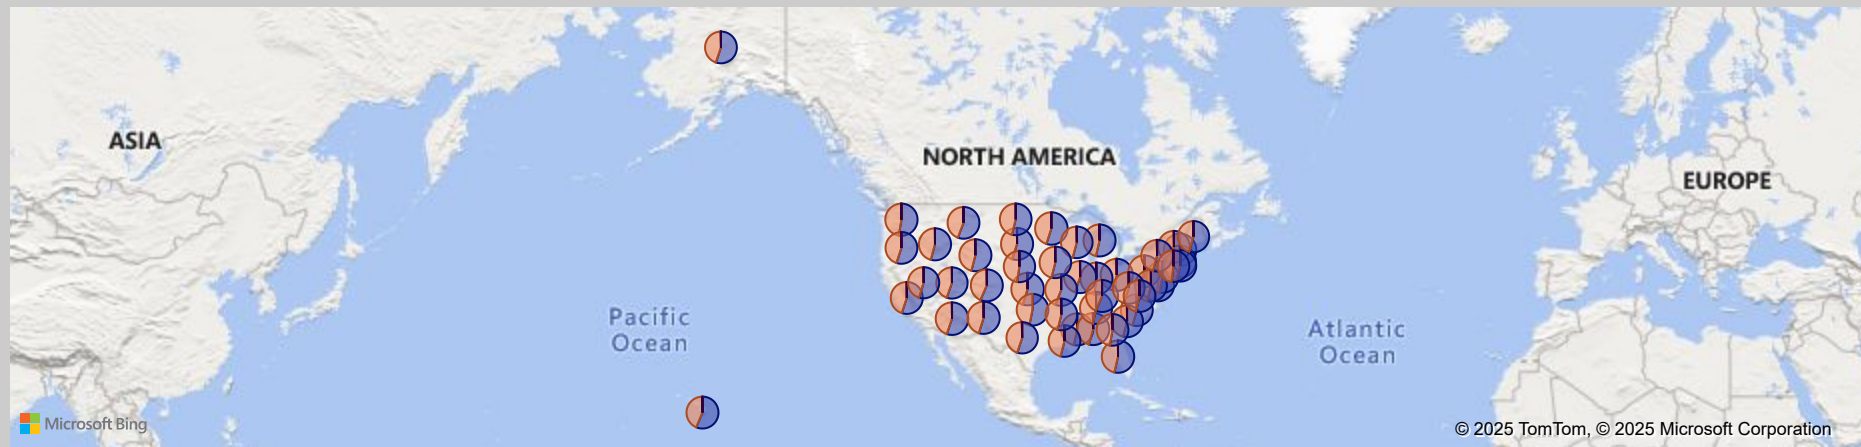 ASIA
NORTH AMERICA
EUROPE
Pacific
Ocean
Atlantic
Ocean
Microsoft Bing
© 2025 TomTom, © 2025 Microsoft Corporation